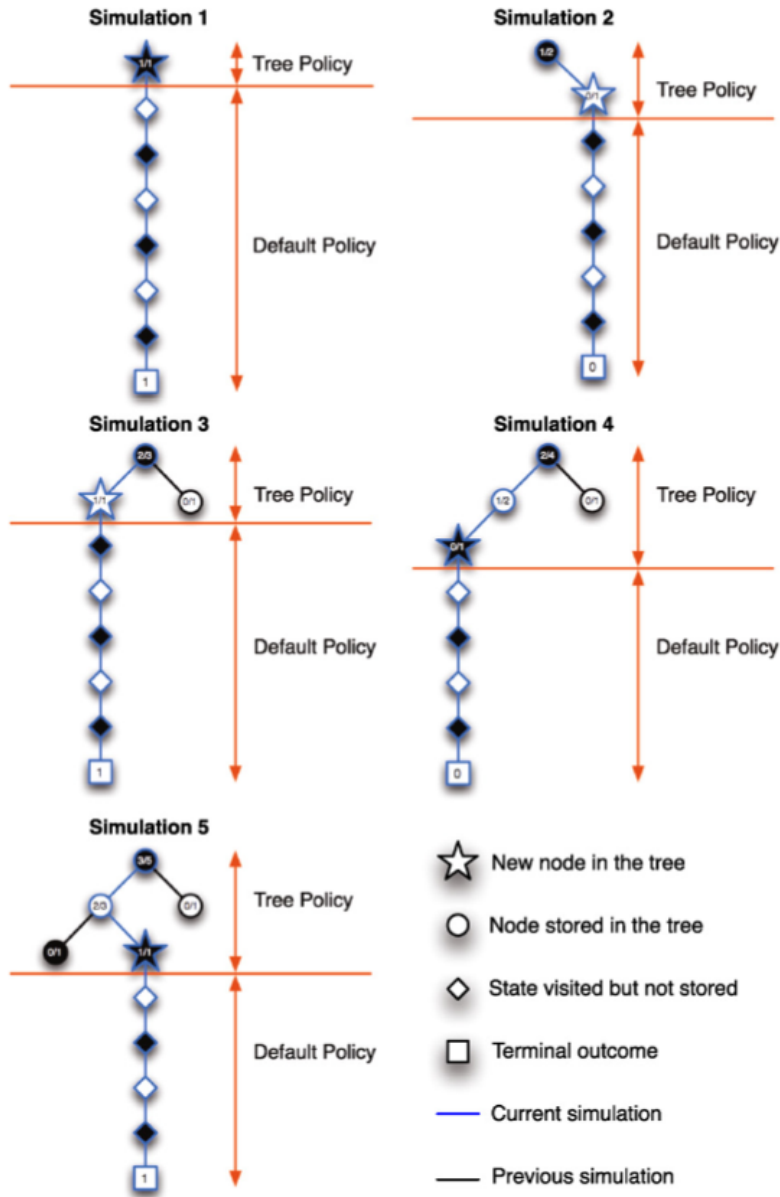 Simulation 1
1/1
Tree Policy
Default Policy
1
Simulation 2
1/2
0/1
Tree Policy
Default Policy
0
Simulation 3
2/3
1/1
0/1
Tree Policy
Default Policy
1
Simulation 4
2/4
1/2
0/1
0/1
Tree Policy
Default Policy
0
Simulation 5
3/5
2/3
0/1
0/1
1/1
Tree Policy
Default Policy
1
New node in the tree
Node stored in the tree
State visited but not stored
Terminal outcome
Current simulation
Previous simulation